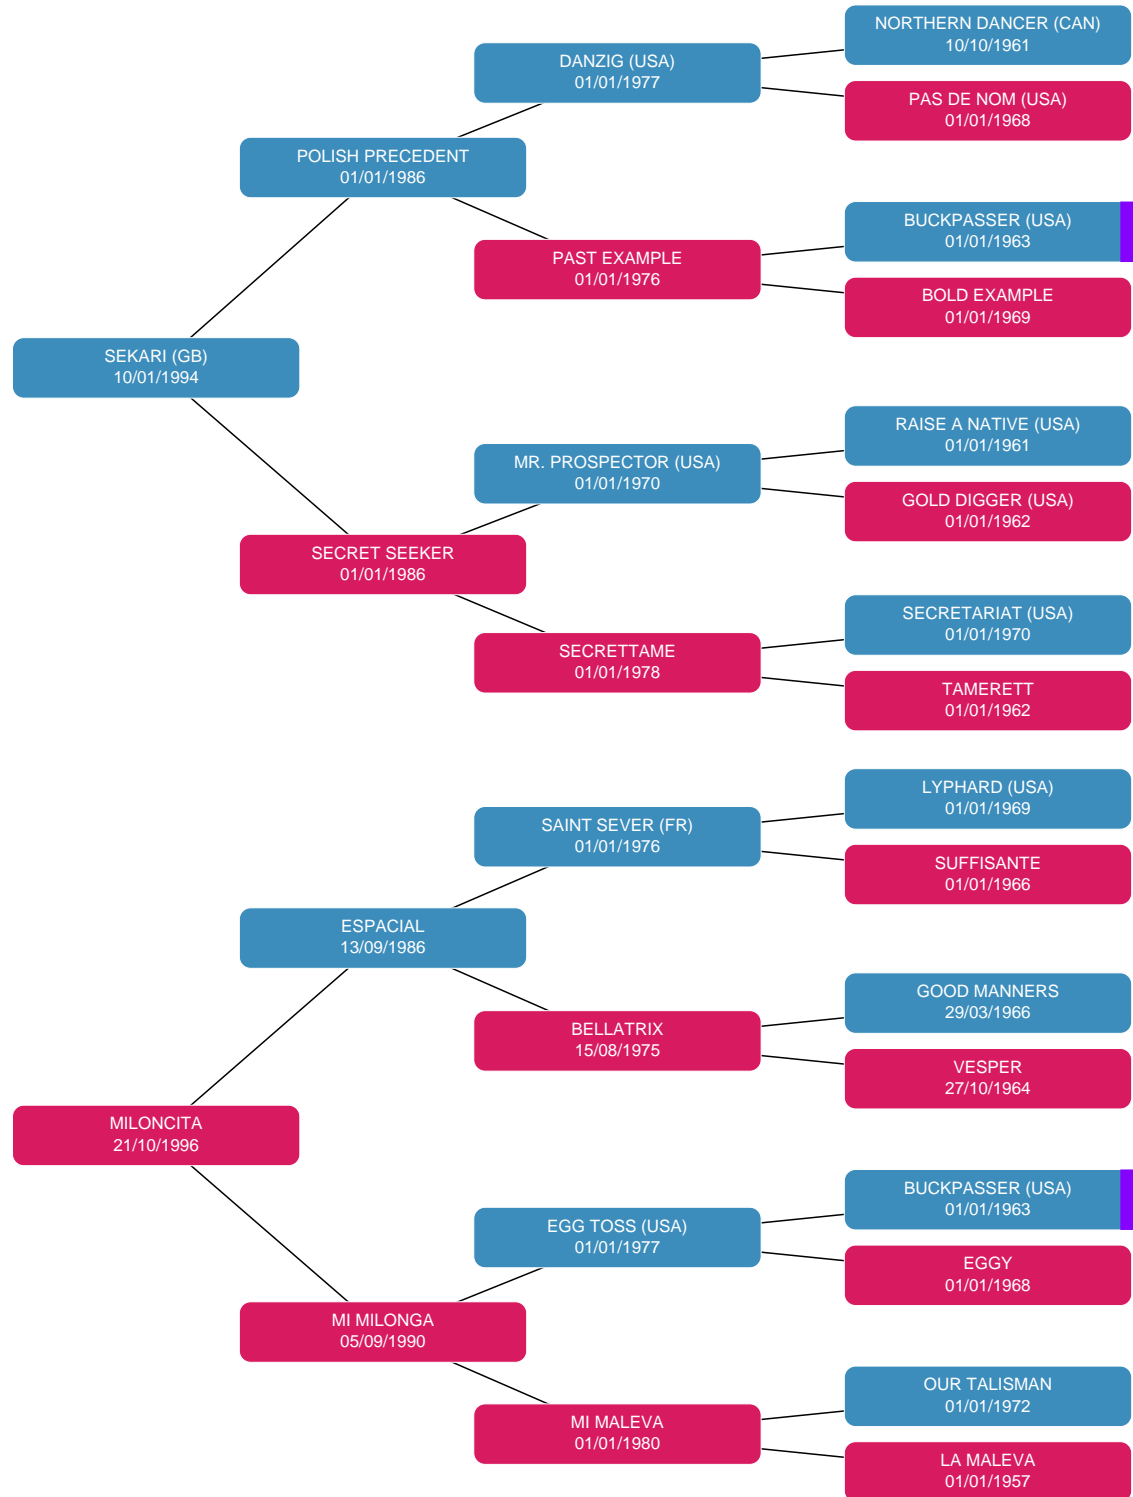 NORTHERN DANCER (CAN)
10/10/1961
DANZIG (USA)
01/01/1977
PAS DE NOM (USA)
01/01/1968
POLISH PRECEDENT
01/01/1986
BUCKPASSER (USA)
01/01/1963
PAST EXAMPLE
01/01/1976
BOLD EXAMPLE
01/01/1969
SEKARI (GB)
10/01/1994
RAISE A NATIVE (USA)
01/01/1961
MR. PROSPECTOR (USA)
01/01/1970
GOLD DIGGER (USA)
01/01/1962
SECRET SEEKER
01/01/1986
SECRETARIAT (USA)
01/01/1970
SECRETTAME
01/01/1978
TAMERETT
01/01/1962
LYPHARD (USA)
01/01/1969
SAINT SEVER (FR)
01/01/1976
SUFFISANTE
01/01/1966
ESPACIAL
13/09/1986
GOOD MANNERS
29/03/1966
BELLATRIX
15/08/1975
VESPER
27/10/1964
MILONCITA
21/10/1996
BUCKPASSER (USA)
01/01/1963
EGG TOSS (USA)
01/01/1977
EGGY
01/01/1968
MI MILONGA
05/09/1990
OUR TALISMAN
01/01/1972
MI MALEVA
01/01/1980
LA MALEVA
01/01/1957